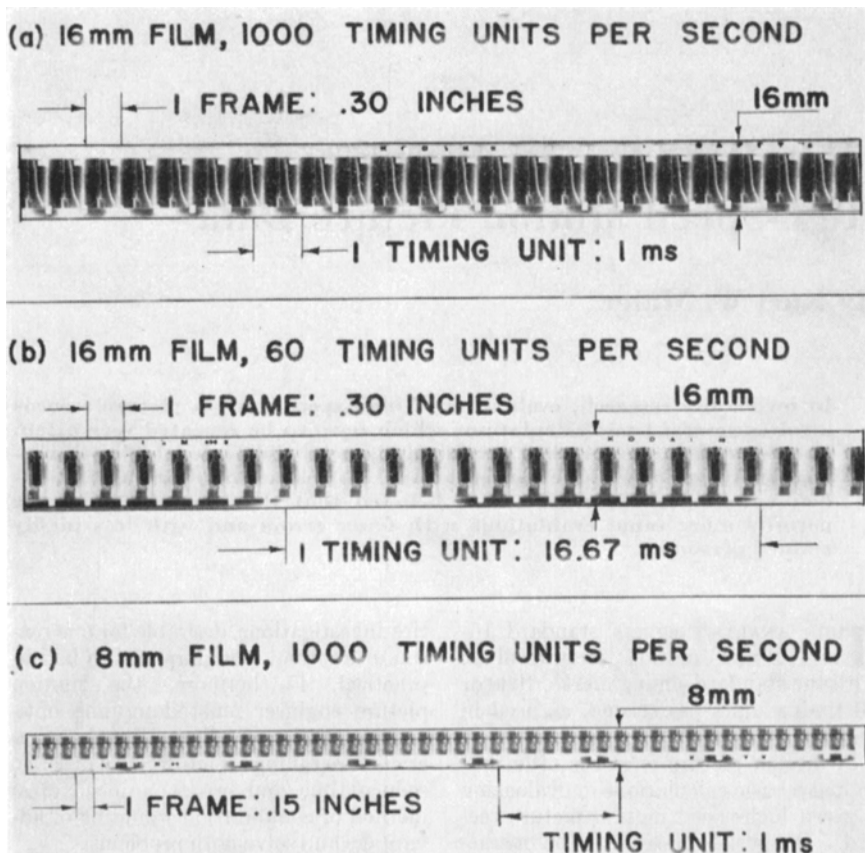 (a) 16mm FILM, 1000 TIMING UNITS PER SECOND
1 FRAME: .30 INCHES
16mm
1 TIMING UNIT: 1 ms
(b) 16mm FILM, 60 TIMING UNITS PER SECOND
1 FRAME: .30 INCHES
16mm
1 TIMING UNIT: 16.67 ms
(c) 8mm FILM, 1000 TIMING UNITS PER SECOND
8mm
1 FRAME .15 INCHES
TIMING UNIT: 1ms